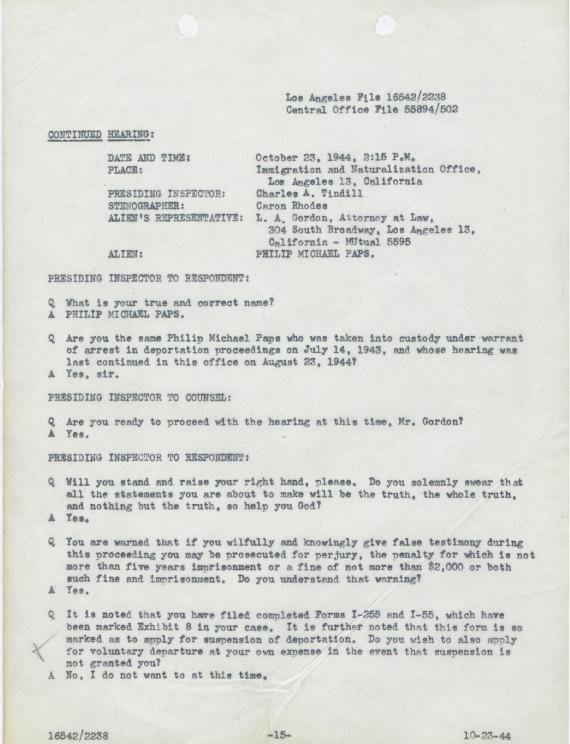 Los Angeles File 16542/2238
Central Office File 55894/502
CONTINUED HEARING:
DATE AND TIME: October 23, 1944, 2:15 P.M.
PLACE: Immigration and Naturalization Office,
Los Angeles 13, California
PRESIDING INSPECTOR: Charles A. Tindill
STENOGRAPHER: Caron Rhodes
ALIEN'S REPRESENTATIVE: L. A. Gordon, Attorney at Law,
304 South Broadway, Los Angeles 13,
California - MUtual 5595
ALIEN: PHILIP MICHAEL PAPS.
PRESIDING INSPECTOR TO RESPONDENT:
Q What is your true and correct name?
A PHILIP MICHAEL PAPS.
Q Are you the same Philip Michael Paps who was taken into custody under warrant
of arrest in deportation proceedings on July 14, 1943, and whose hearing was
last continued in this office on August 23, 1944?
A Yes, sir.
PRESIDING INSPECTOR TO COUNSEL:
Q Are you ready to proceed with the hearing at this time, Mr. Gordon?
A Yes.
PRESIDING INSPECTOR TO RESPONDENT:
Q Will you stand and raise your right hand, please. Do you solemnly swear that
all the statements you are about to make will be the truth, the whole truth,
and nothing but the truth, so help you God?
A Yes.
Q You are warned that if you wilfully and knowingly give false testimony during
this proceeding you may be prosecuted for perjury, the penalty for which is not
more than five years imprisonment or a fine of not more than $2,000 or both
such fine and imprisonment. Do you understand that warning?
A Yes.
Q It is noted that you have filed completed Forms I-255 and I-55, which have
been marked Exhibit 8 in your case. It is further noted that this form is so
marked as to apply for suspension of deportation. Do you wish to also apply
for voluntary departure at your own expense in the event that suspension is
not granted you?
A No, I do not want to at this time.
16542/2238 -15- 10-23-44